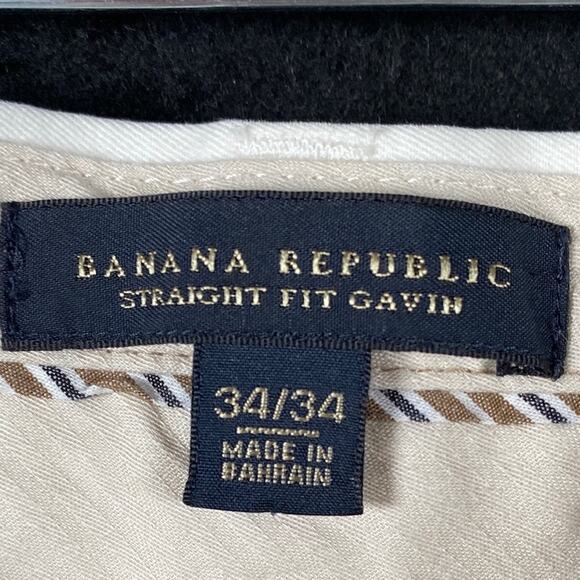 BANANA REPUBLIC
STRAIGHT FIT GAVIN
34/34
MADE IN
BAHRAIN